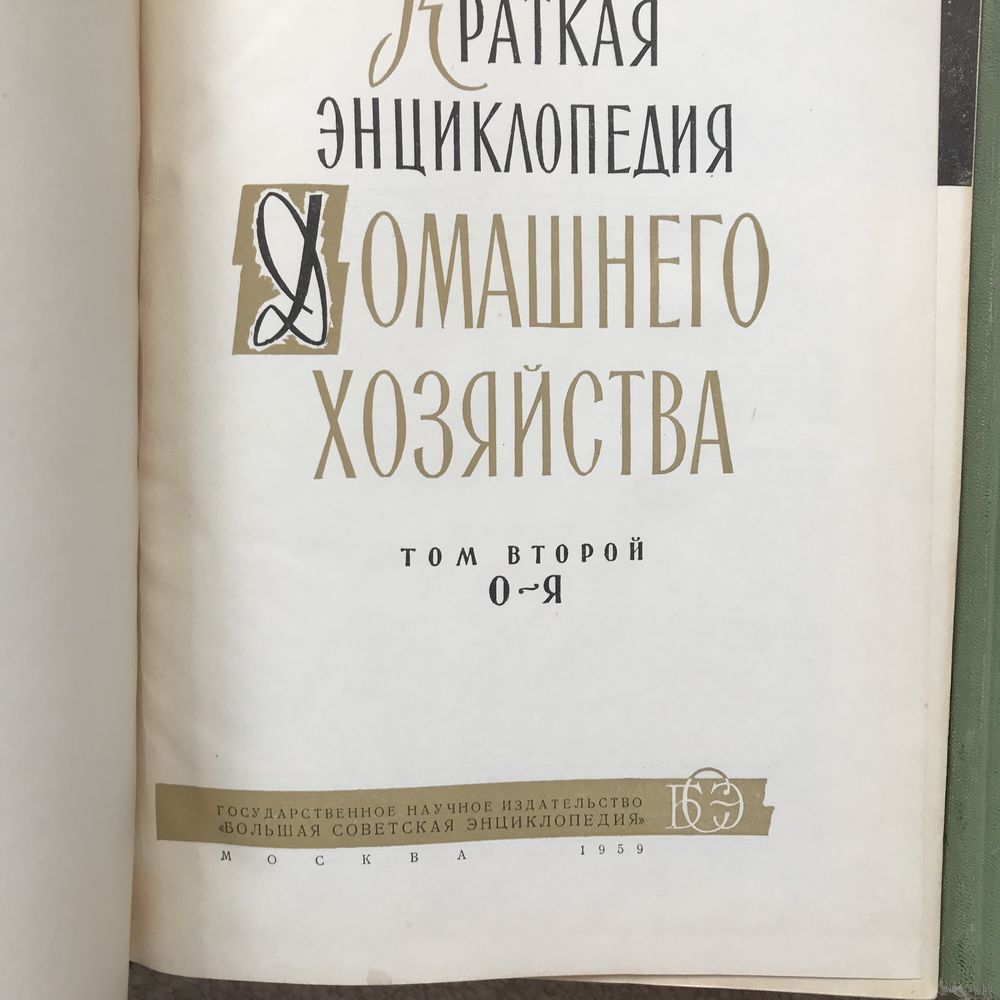 Краткая
энциклопедия
Домашнего
хозяйства
ТОМ ВТОРОЙ
О~Я
ГОСУДАРСТВЕННОЕ НАУЧНОЕ ИЗДАТЕЛЬСТВО
«БОЛЬШАЯ СОВЕТСКАЯ ЭНЦИКЛОПЕДИЯ»
БСЭ
МОСКВА 1959